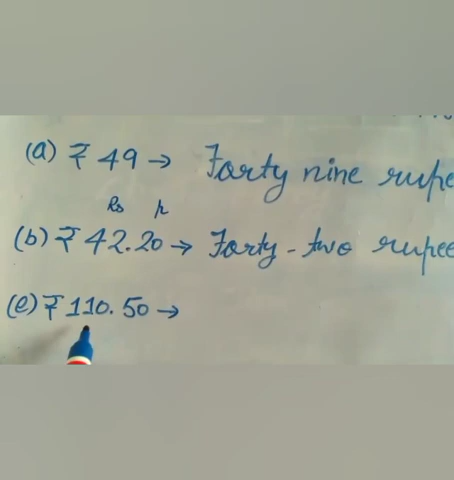 (a) ₹ 49 → Forty nine rupe
Rs p
(b) ₹ 42.20 → Forty-two rupee
(e) ₹ 110.50 →